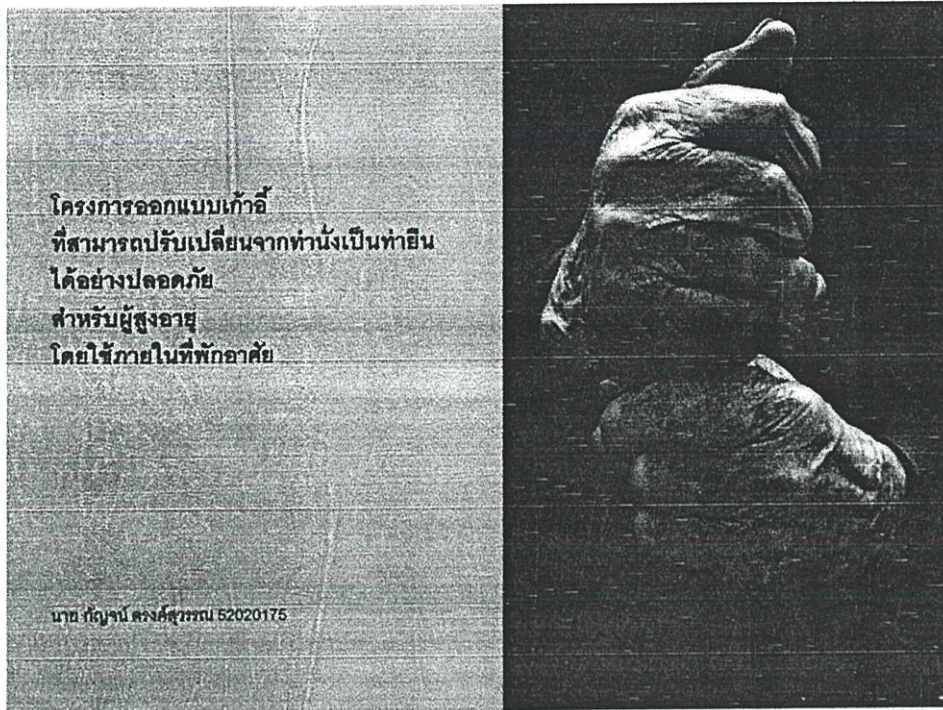 โครงการออกแบบเก้าอี้
ที่สามารถปรับเปลี่ยนจากท่านั่งเป็นท่ายืน
ได้อย่างปลอดภัย
สำหรับผู้สูงอายุ
โดยใช้ภายในที่พักอาศัย
นาย กัญจน์ ตรงค์สุวรรณ 52020175